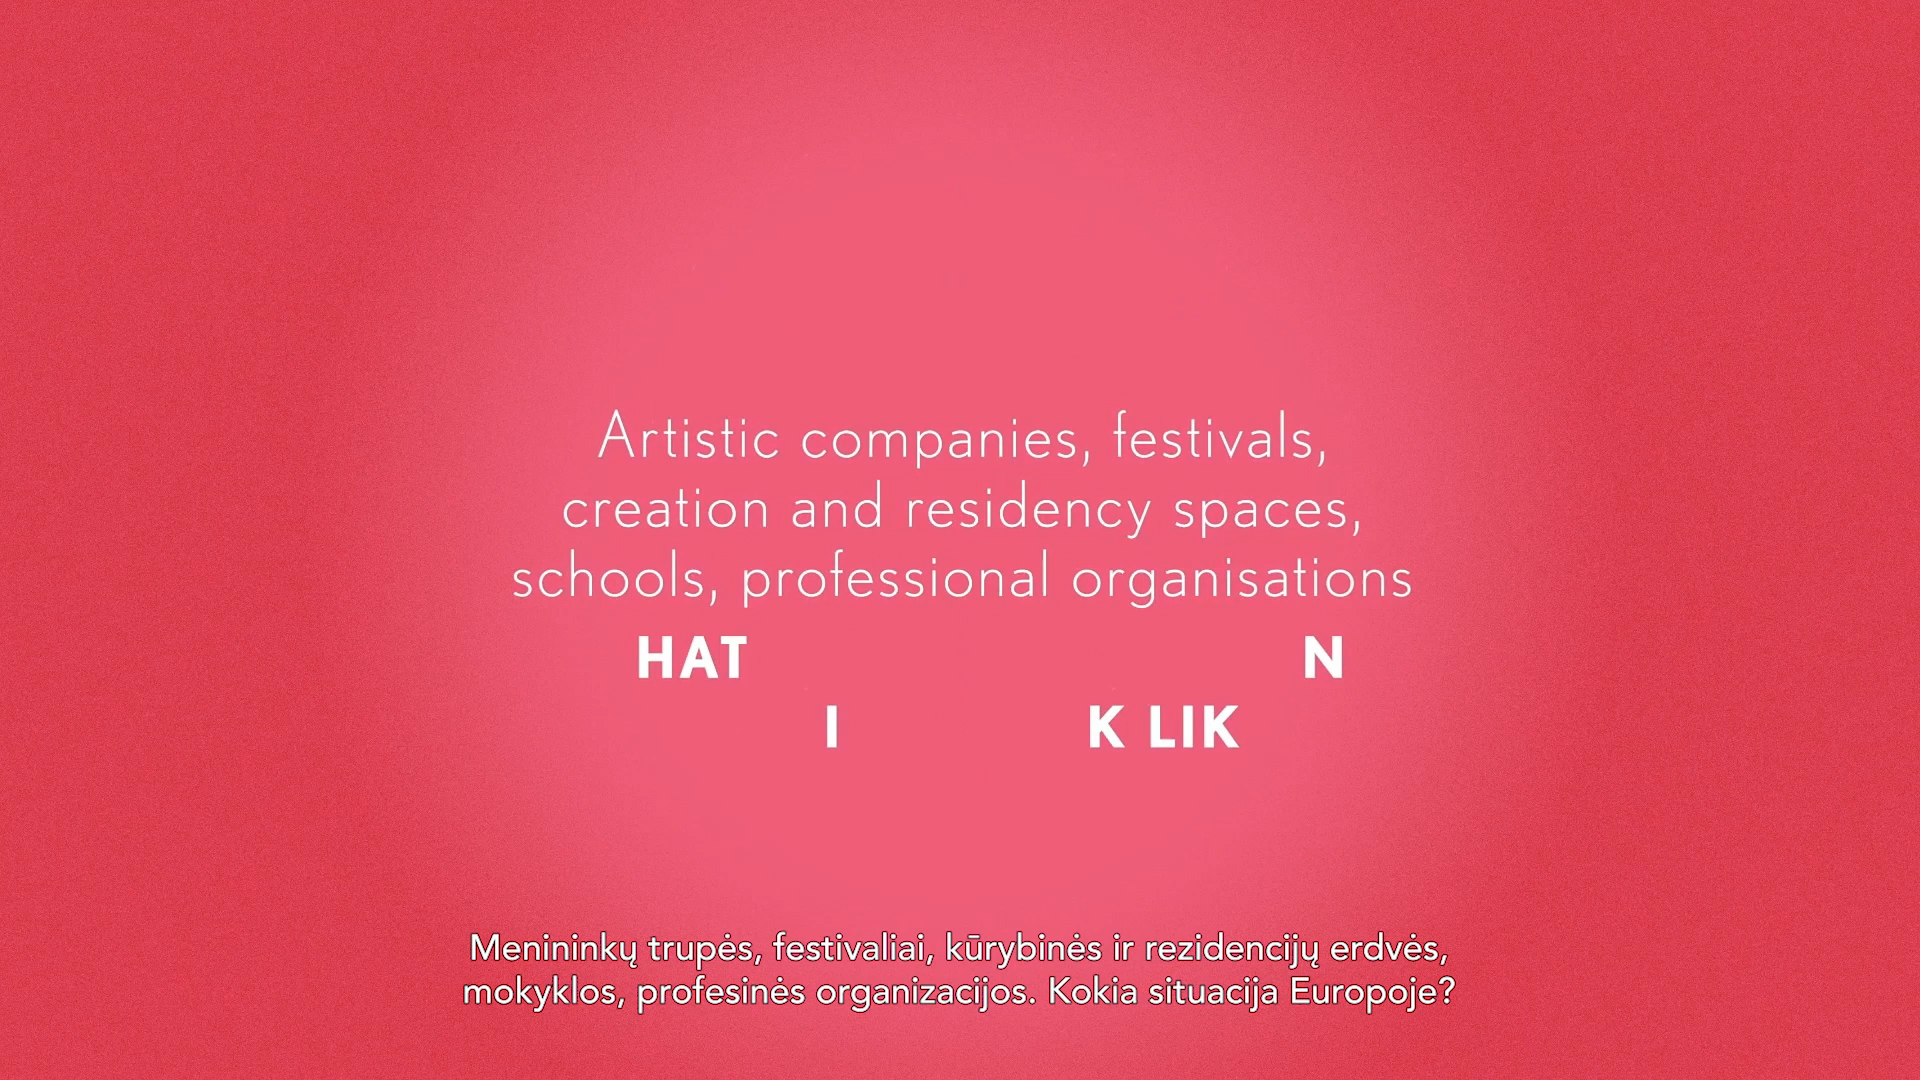 Artistic companies, festivals,
creation and residency spaces,
schools, professional organisations
HAT N
I K LIK
Menininkų trupės, festivaliai, kūrybinės ir rezidencijų erdvės,
mokyklos, profesinės organizacijos. Kokia situacija Europoje?